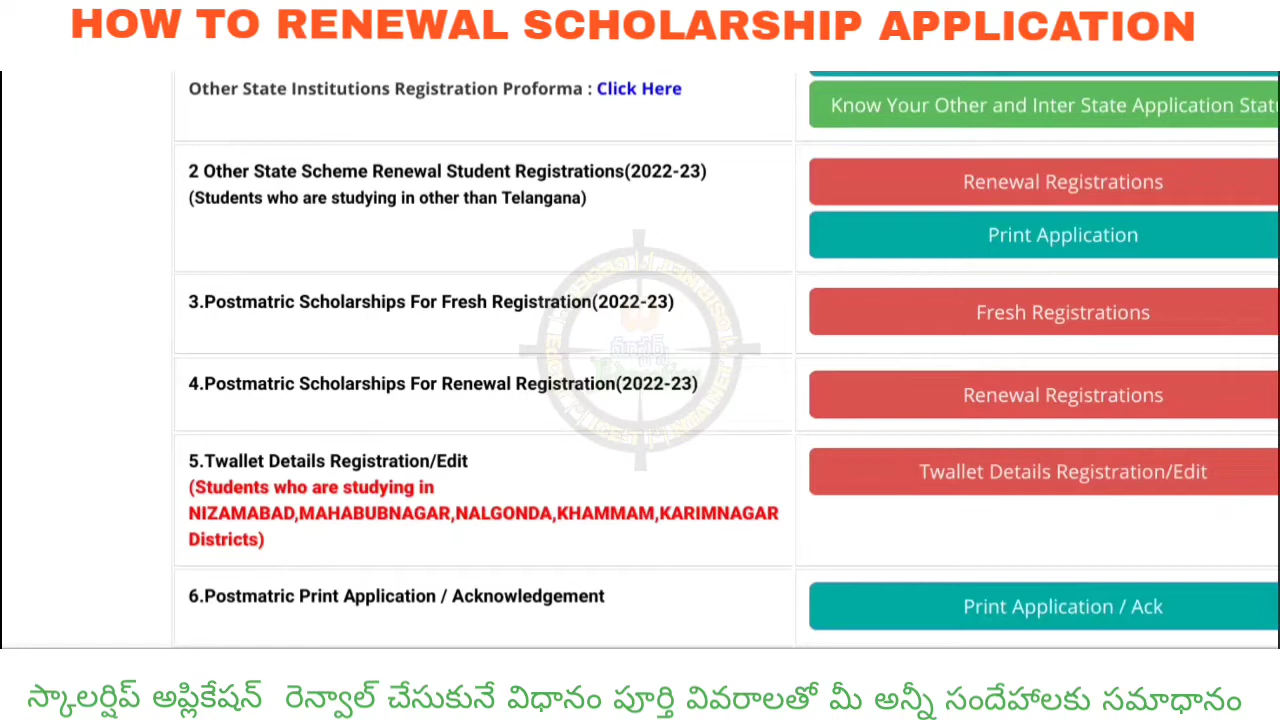 HOW TO RENEWAL SCHOLARSHIP APPLICATION
Other State Institutions Registration Proforma : Click Here
Know Your Other and Inter State Application
2 Other State Scheme Renewal Student Registrations(2022-23)
(Students who are studying in other than Telangana)
Renewal Registrations
Print Application
3.Postmatric Scholarships For Fresh Registration(2022-23)
Fresh Registrations
4.Postmatric Scholarships For Renewal Registration(2022-23)
Renewal Registrations
5.Twallet Details Registration/Edit
(Students who are studying in
NIZAMABAD,MAHABUBNAGAR,NALGONDA,KHAMMAM,KARIMNAGAR
Districts)
Twallet Details Registration/Edit
6.Postmatric Print Application / Acknowledgement
Print Application / Ack
స్కాలర్షిప్ అప్లికేషన్ రెన్వాల్ చేసుకునే విధానం పూర్తి వివరాలతో మీ అన్నీ సందేహాలకు సమాధానం